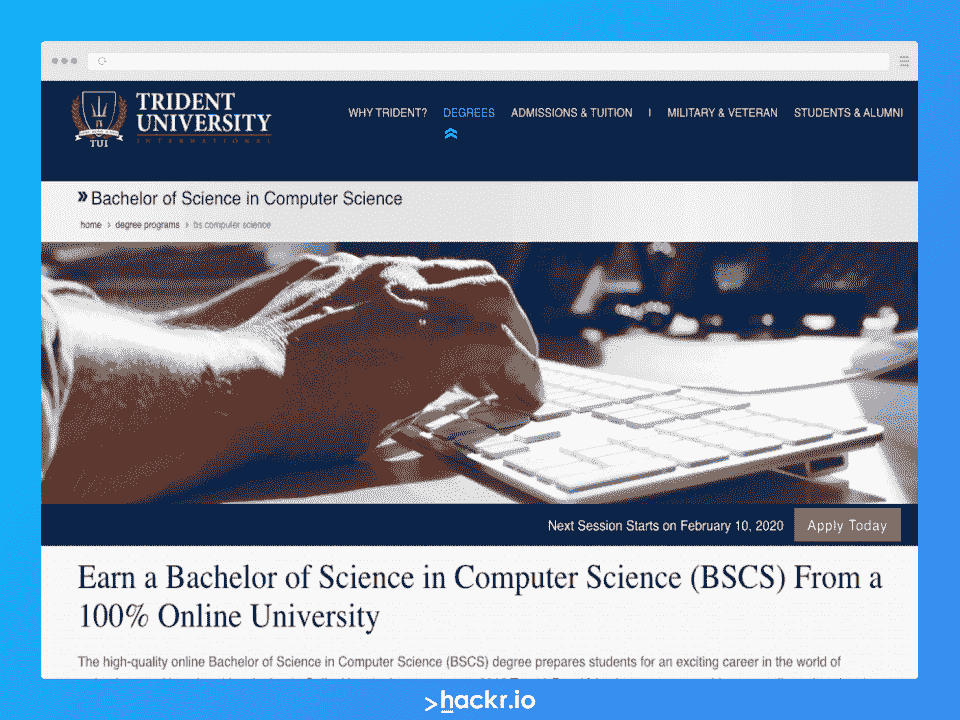 TRIDENT
UNIVERSITY
INTERNATIONAL
TUI
WHY TRIDENT? DEGREES ADMISSIONS & TUITION I MILITARY & VETERAN STUDENTS & ALUMNI
» Bachelor of Science in Computer Science
home > degree programs > bs computer science
Next Session Starts on February 10, 2020 Apply Today
Earn a Bachelor of Science in Computer Science (BSCS) From a
100% Online University
The high-quality online Bachelor of Science in Computer Science (BSCS) degree prepares students for an exciting career in the world of
>hackr.io